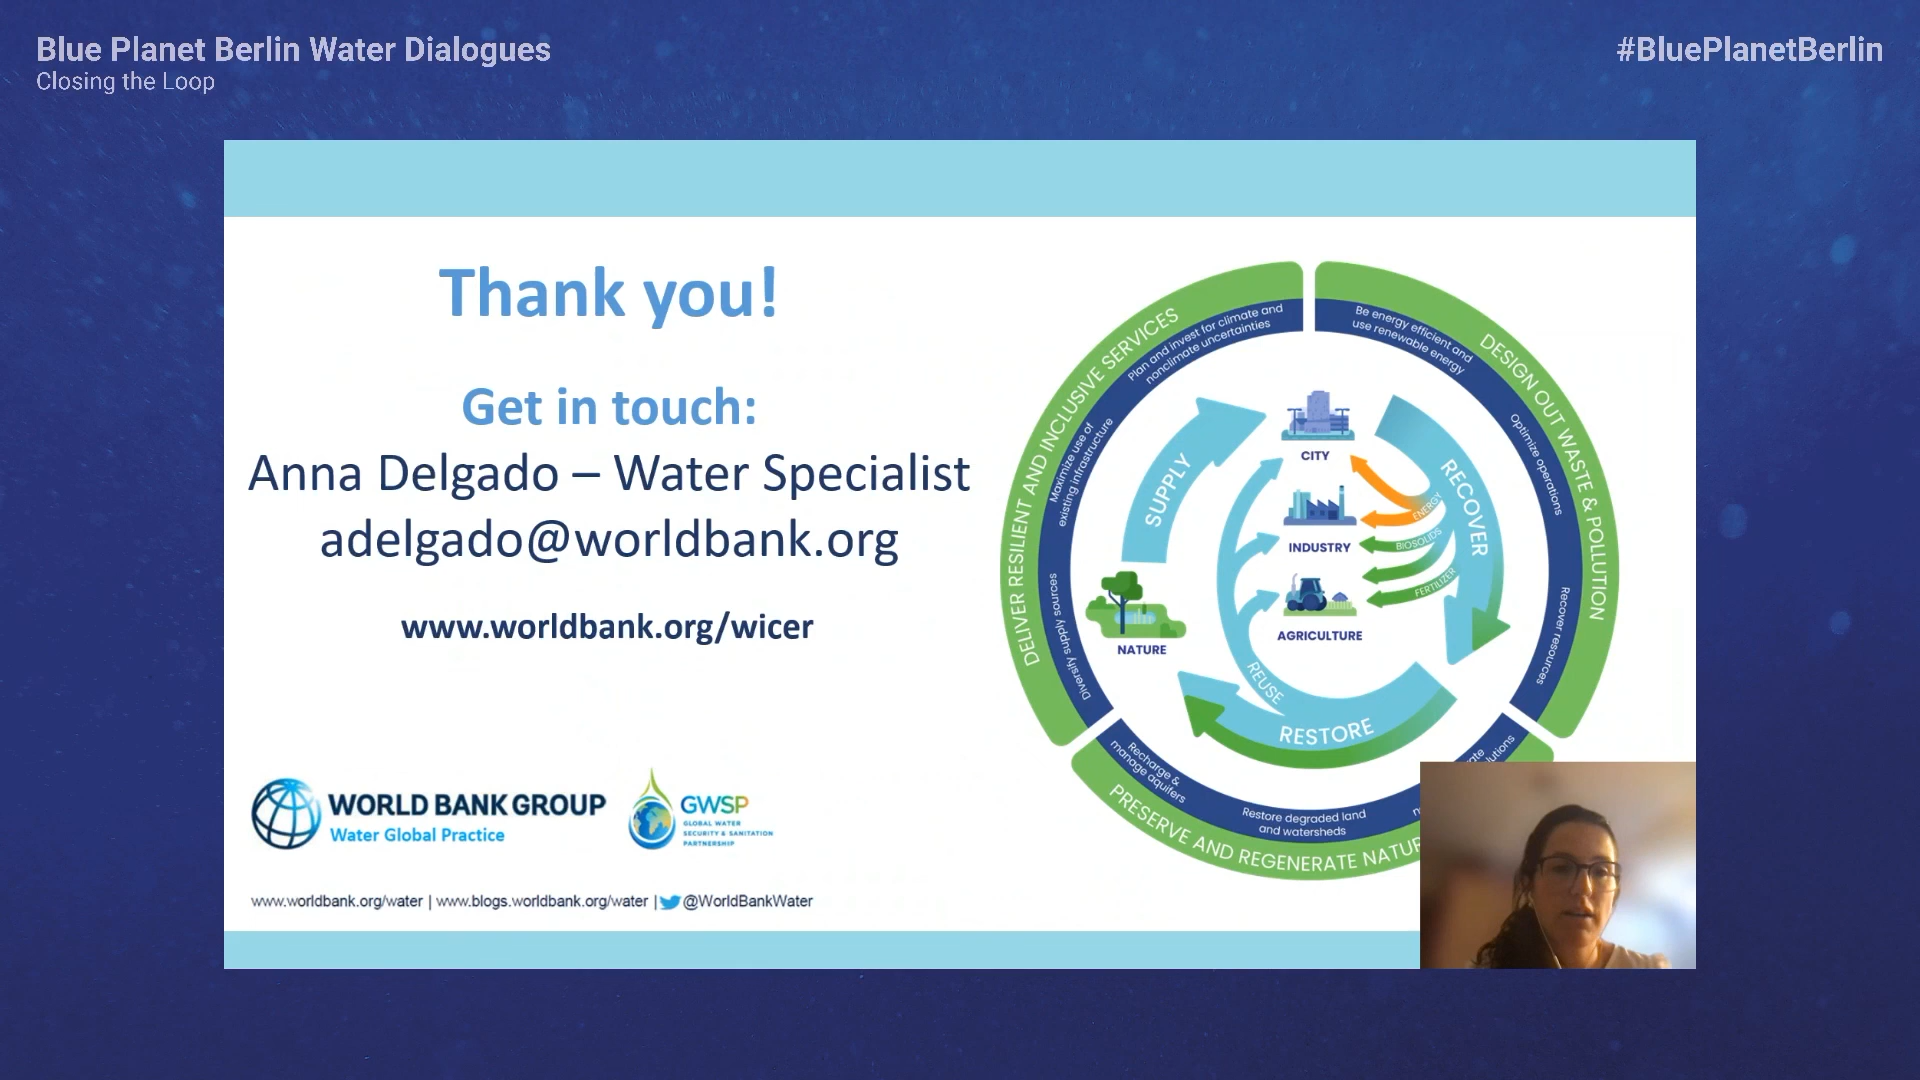 Blue Planet Berlin Water Dialogues
Closing the Loop
#BluePlanetBerlin
Thank you!
Get in touch:
Anna Delgado – Water Specialist
adelgado@worldbank.org
www.worldbank.org/wicer
WORLD BANK GROUP
Water Global Practice
GWSP
GLOBAL WATER
SECURITY & SANITATION
PARTNERSHIP
www.worldbank.org/water | www.blogs.worldbank.org/water | @WorldBankWater
DELIVER RESILIENT AND INCLUSIVE SERVICES
Plan and invest for climate and
nonclimate uncertainties
Maximize use of
existing infrastructure
Diversify supply sources
DESIGN OUT WASTE & POLLUTION
Be energy efficient and
use renewable energy
Optimize operations
Recover resources
PRESERVE AND REGENERATE NATUR
Recharge &
manage aquifers
Restore degraded land
and watersheds
SUPPLY
CITY
RECOVER
ENERGY
INDUSTRY
BIOSOLIDS
FERTILIZER
AGRICULTURE
NATURE
REUSE
RESTORE